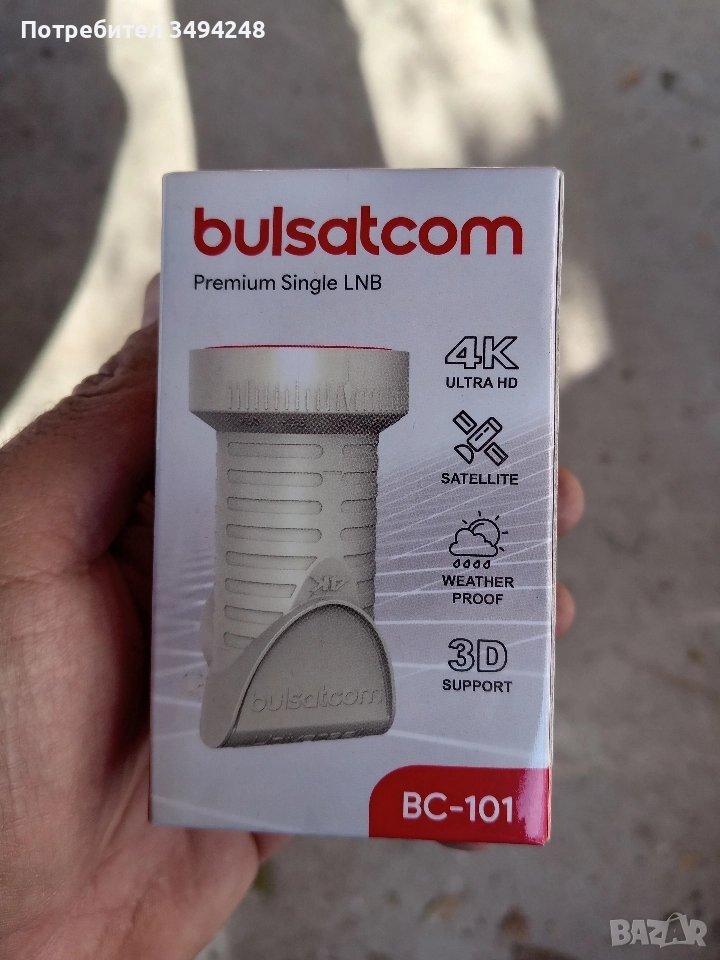 Потребител 3494248
bulsatcom
Premium Single LNB
4K
ULTRA HD
SATELLITE
WEATHER
PROOF
3D
SUPPORT
4K
bulsatcom
BC-101
BAZAR